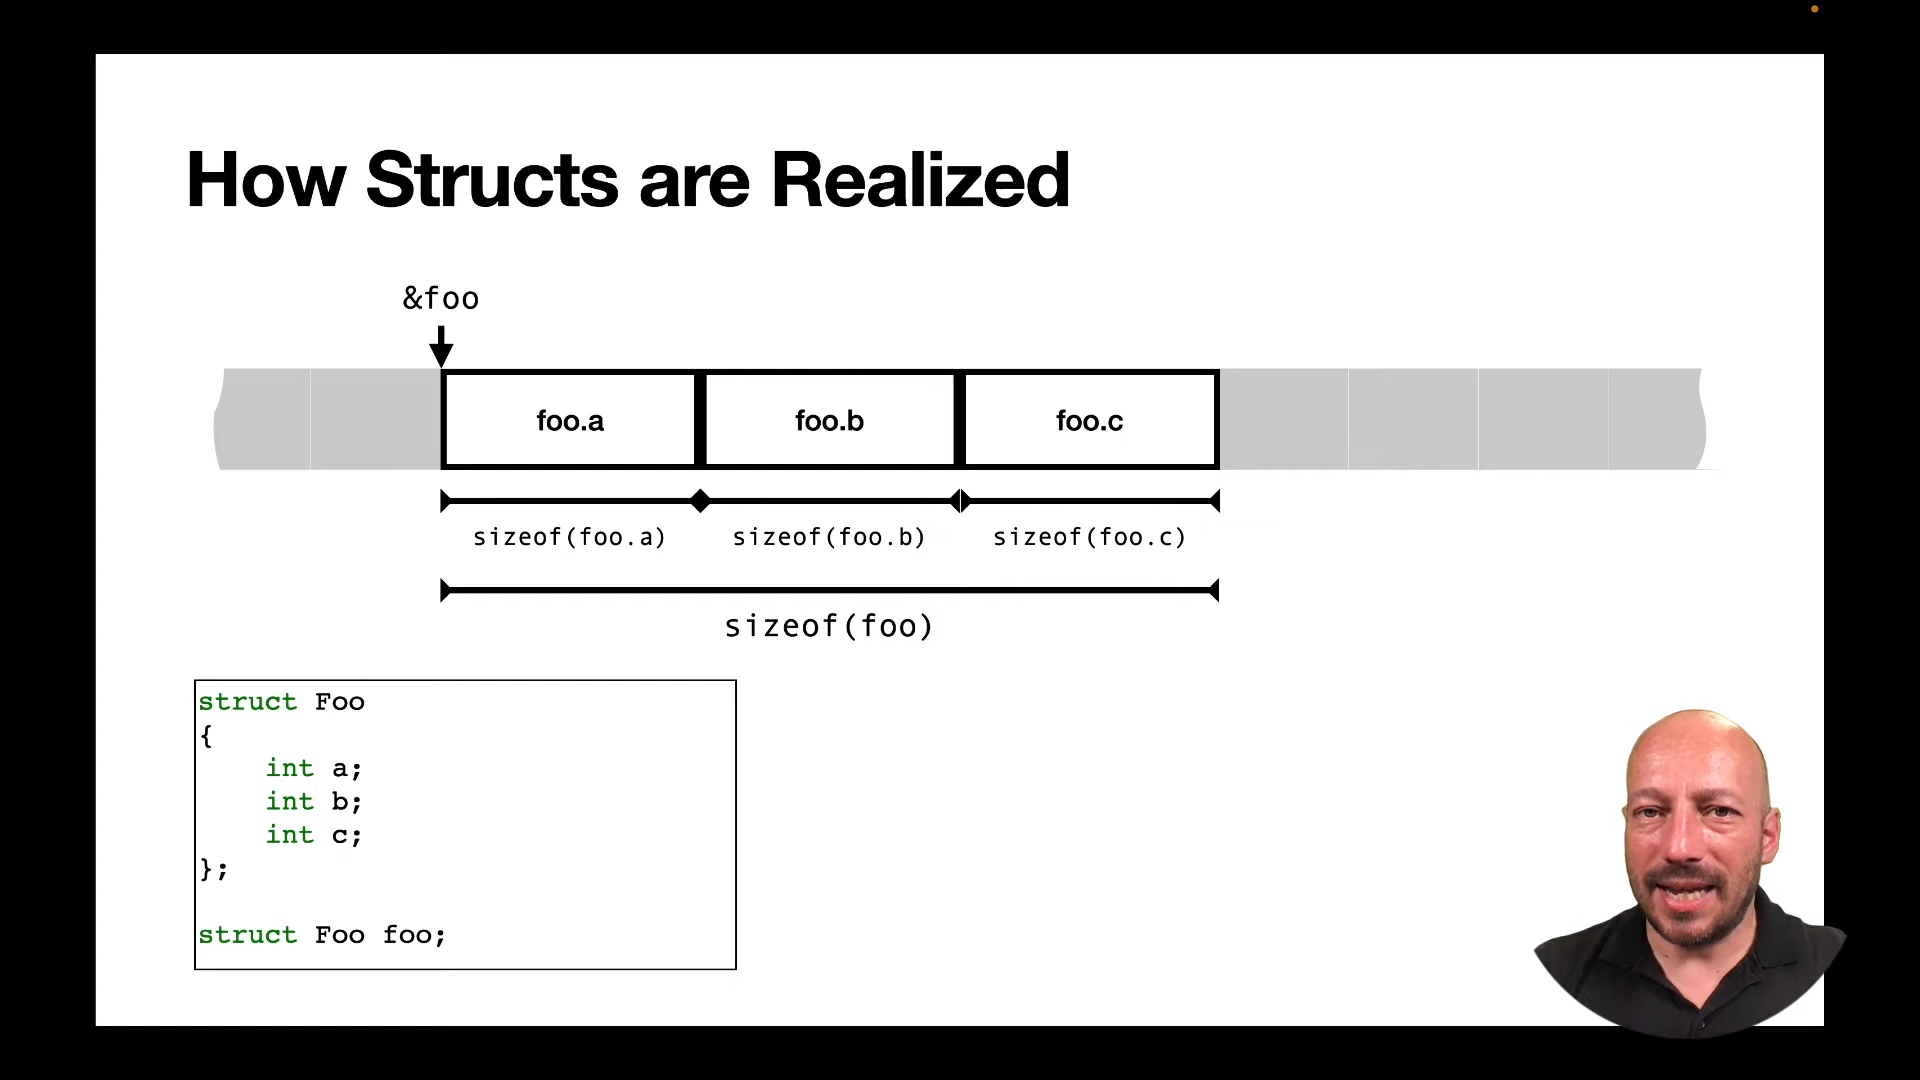 How Structs are Realized
&foo
foo.a foo.b foo.c
sizeof(foo.a) sizeof(foo.b) sizeof(foo.c)
sizeof(foo)
struct Foo
{
    int a;
    int b;
    int c;
};
struct Foo foo;